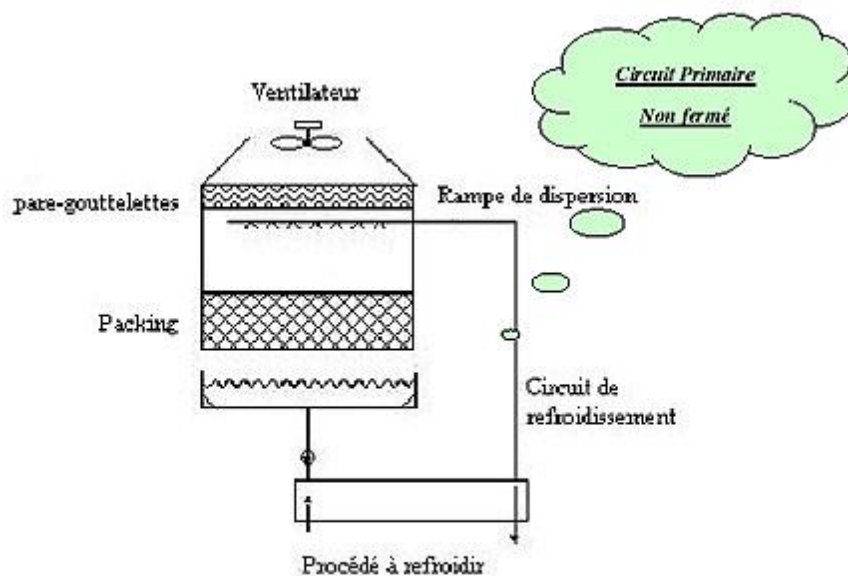 Circuit Primaire
Non fermé
Ventilateur
pare-gouttelettes
Rampe de dispersion
Packing
Circuit de
refroidissement
Procédé à refroidir